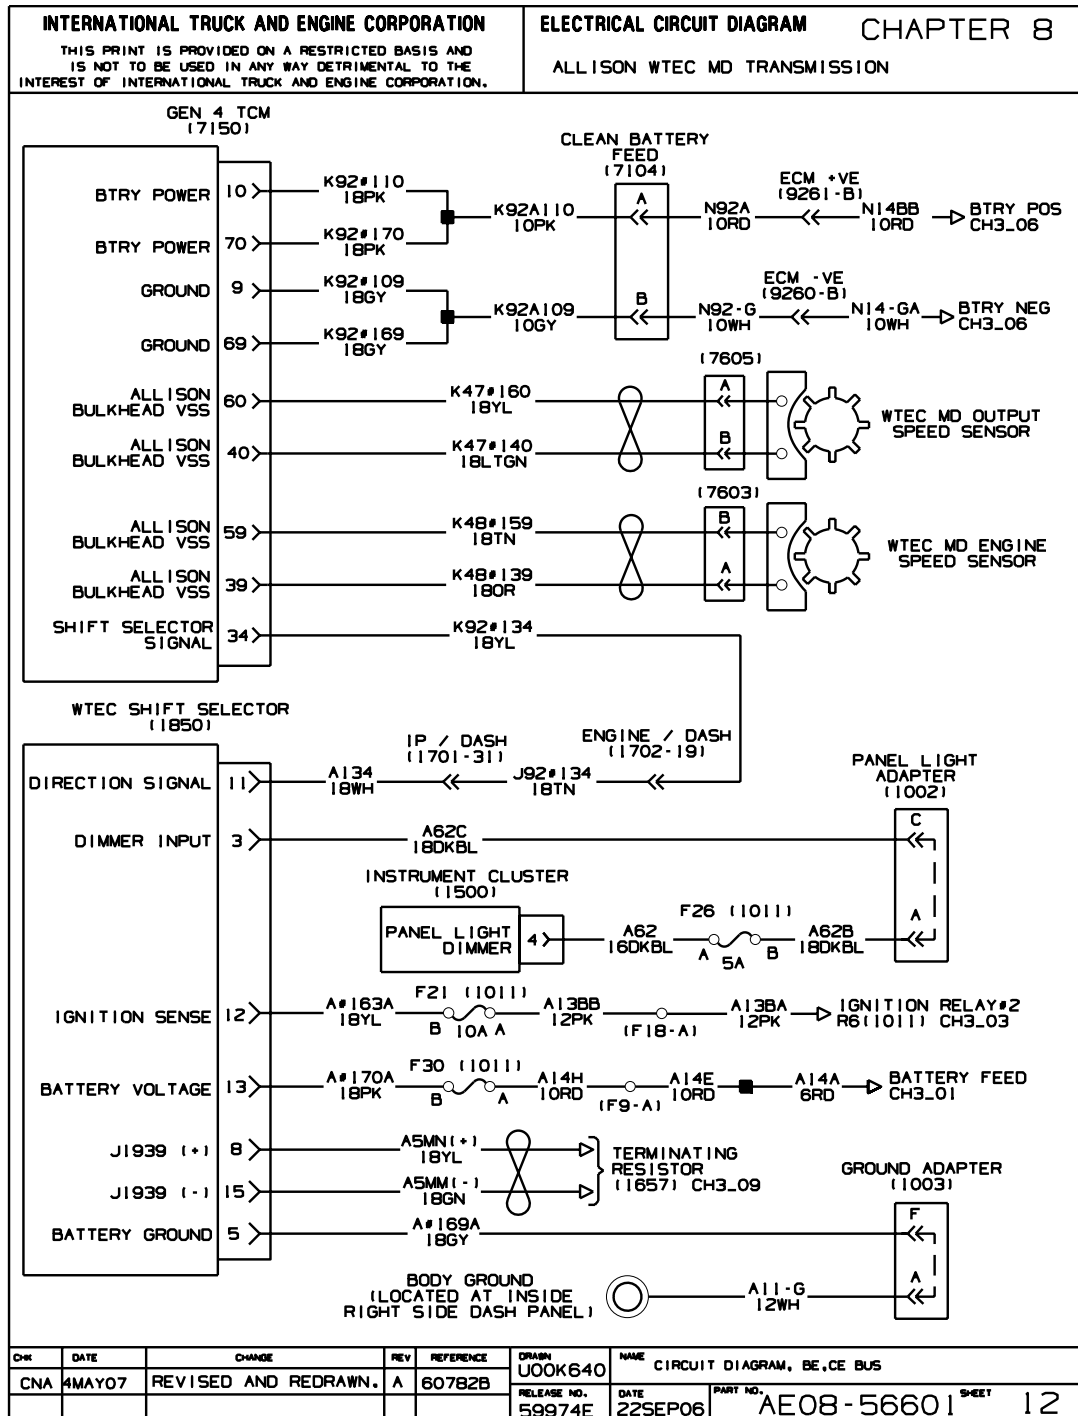 INTERNATIONAL TRUCK AND ENGINE CORPORATION
THIS PRINT IS PROVIDED ON A RESTRICTED BASIS AND
IS NOT TO BE USED IN ANY WAY DETRIMENTAL TO THE
INTEREST OF INTERNATIONAL TRUCK AND ENGINE CORPORATION.
ELECTRICAL CIRCUIT DIAGRAM
CHAPTER 8
ALLISON WTEC MD TRANSMISSION
GEN 4 TCM
(7150)
CLEAN BATTERY
FEED
(7104)
BTRY POWER 10
K92*110
18PK
K92A110
10PK
A
N92A
10RD
ECM +VE
(9261-B)
N14BB
10RD
BTRY POS
CH3_06
BTRY POWER 70
K92*170
18PK
GROUND 9
K92*109
18GY
K92A109
10GY
B
N92-G
10WH
ECM -VE
(9260-B)
N14-GA
10WH
BTRY NEG
CH3_06
GROUND 69
K92*169
18GY
(7605)
ALLISON
BULKHEAD VSS 60
K47*160
18YL
A
WTEC MD OUTPUT
SPEED SENSOR
ALLISON
BULKHEAD VSS 40
K47*140
18LTGN
B
(7603)
ALLISON
BULKHEAD VSS 59
K48*159
18TN
B
WTEC MD ENGINE
SPEED SENSOR
ALLISON
BULKHEAD VSS 39
K48*139
18OR
A
SHIFT SELECTOR
SIGNAL 34
K92*134
18YL
WTEC SHIFT SELECTOR
(1850)
IP / DASH
(1701-31)
ENGINE / DASH
(1702-19)
DIRECTION SIGNAL 11
A134
18WH
J92*134
18TN
PANEL LIGHT
ADAPTER
(1002)
DIMMER INPUT 3
A62C
18DKBL
C
INSTRUMENT CLUSTER
(1500)
PANEL LIGHT
DIMMER 4
A62
16DKBL
F26 (1011)
A 5A B
A62B
18DKBL
A
IGNITION SENSE 12
A*163A
18YL
F21 (1011)
B 10A A
A13BB
12PK
(F18-A)
A13BA
12PK
IGNITION RELAY*2
R6(1011) CH3_03
BATTERY VOLTAGE 13
A*170A
18PK
F30 (1011)
B A
A14H
10RD
(F9-A)
A14E
10RD
A14A
6RD
BATTERY FEED
CH3_01
J1939 (+) 8
A5MN(+)
18YL
J1939 (-) 15
A5MM(-)
18GN
TERMINATING
RESISTOR
(1657) CH3_09
GROUND ADAPTER
(1003)
BATTERY GROUND 5
A*169A
18GY
F
BODY GROUND
(LOCATED AT INSIDE
RIGHT SIDE DASH PANEL)
A11-G
12WH
A
CHK DATE CHANGE REV REFERENCE
CNA 4MAY07 REVISED AND REDRAWN. A 60782B
DRAWN
U00K640
NAME
CIRCUIT DIAGRAM, BE,CE BUS
RELEASE NO.
59974E
DATE
22SEP06
PART NO.
AE08-56601
SHEET
12